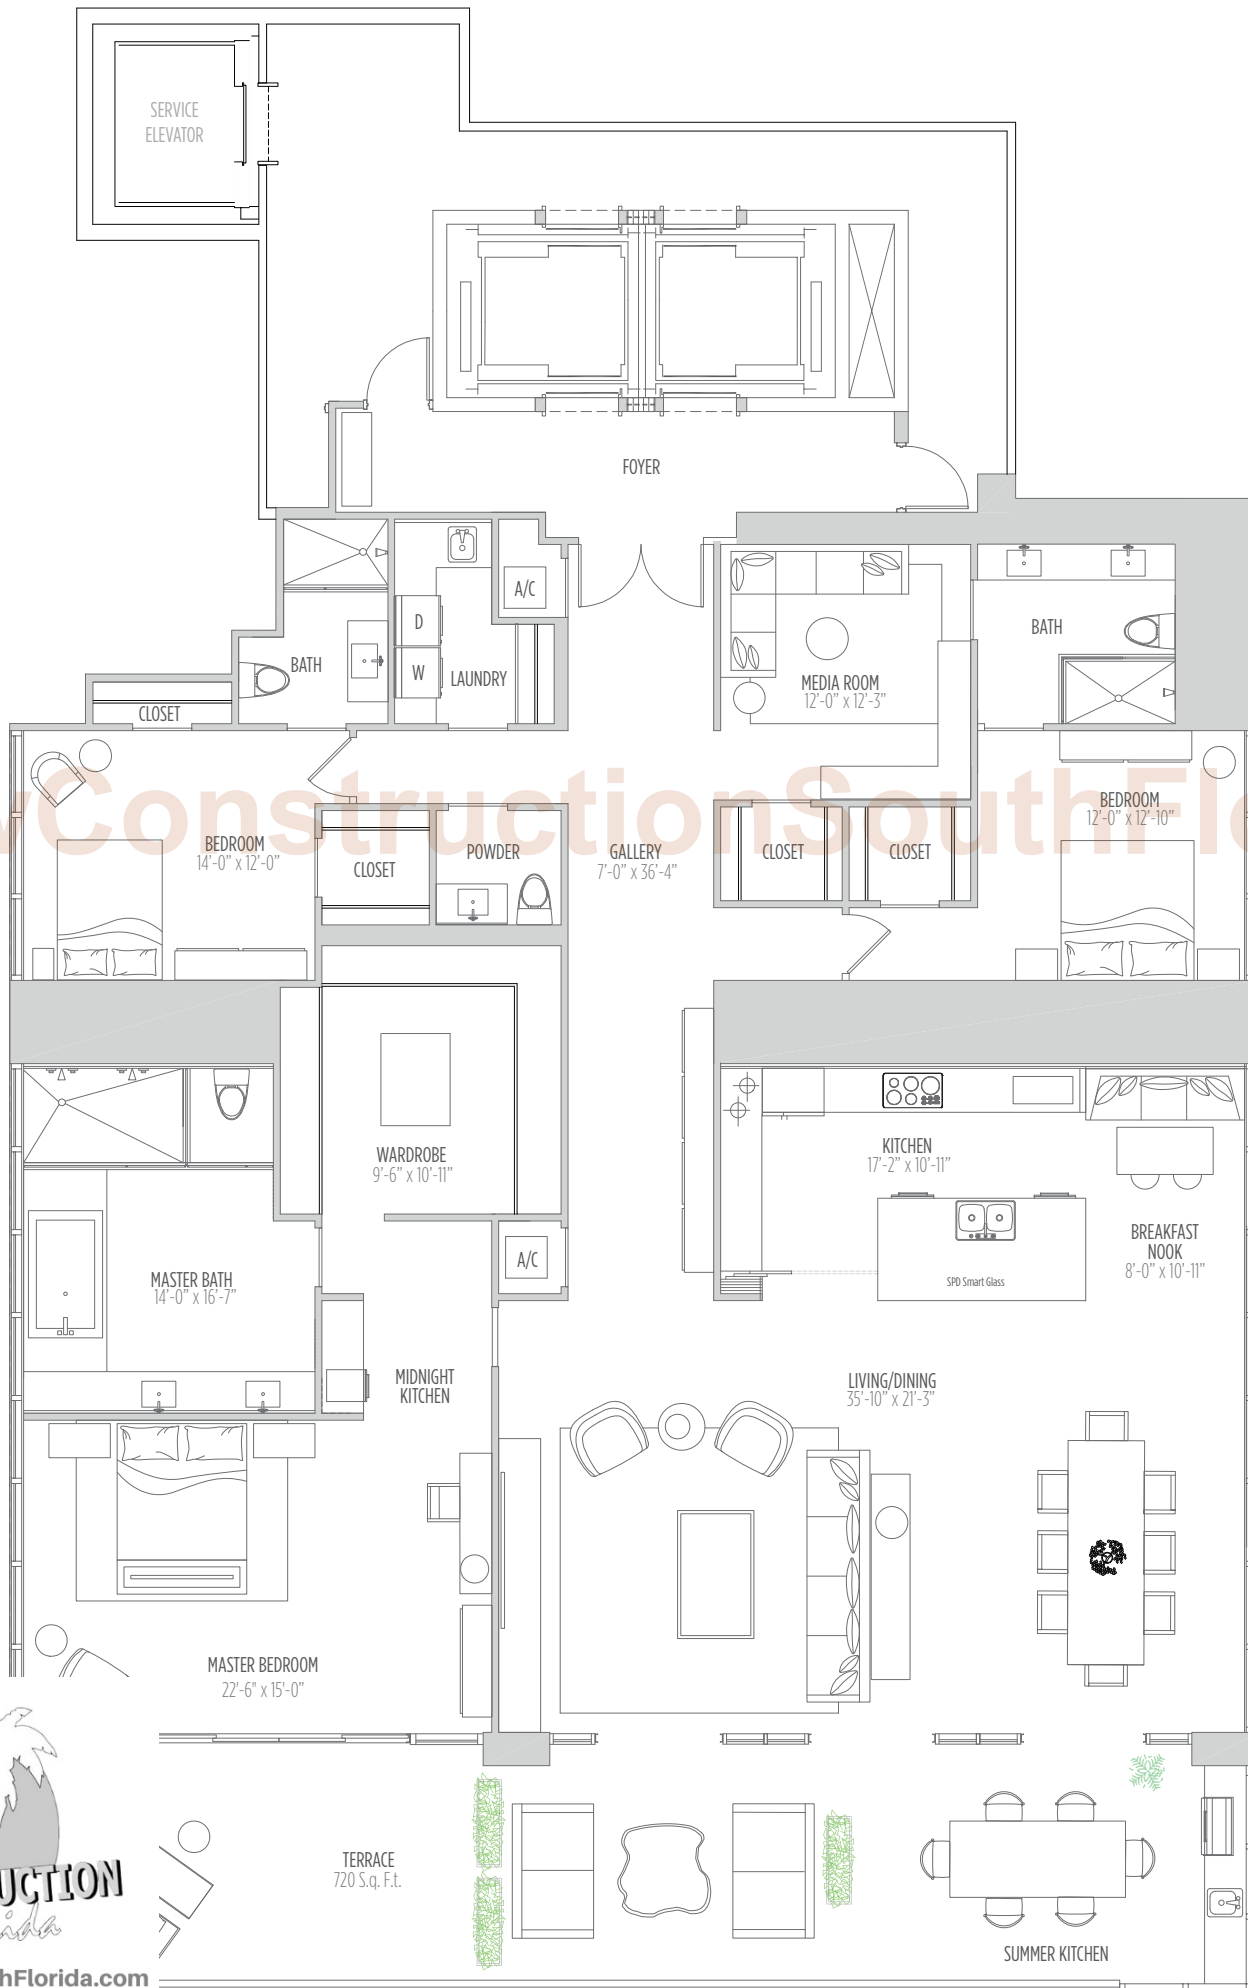 SERVICE
ELEVATOR
FOYER
A/C
D
BATH
BATH
W
LAUNDRY
MEDIA ROOM
12'-0" x 12'-3"
CLOSET
wConstructionSouthFlo
BEDROOM
12'-0" x 12'-10"
BEDROOM
14'-0" x 12'-0"
CLOSET
POWDER
GALLERY
7'-0" x 36'-4"
CLOSET
CLOSET
WARDROBE
9'-6" x 10'-11"
KITCHEN
17'-2" x 10'-11"
A/C
BREAKFAST
NOOK
8'-0" x 10'-11"
MASTER BATH
14'-0" x 16'-7"
SPD Smart Glass
MIDNIGHT
KITCHEN
LIVING/DINING
35'-10" x 21'-3"
MASTER BEDROOM
22'-6" x 15'-0"
TERRACE
720 S.q. F.t.
UCTION
ida
SUMMER KITCHEN
hFlorida.com